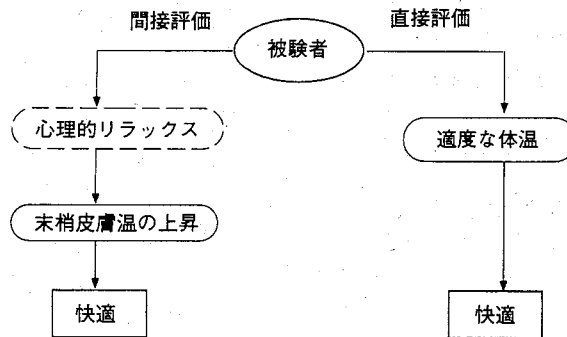 間接評価
直接評価
被験者
心理的リラックス
適度な体温
末梢皮膚温の上昇
快適
快適